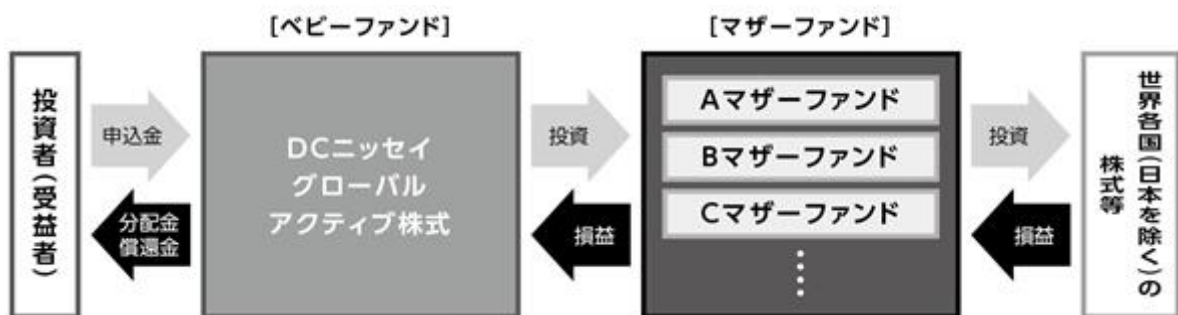 [ベビーファンド]
[マザーファンド]
投資者(受益者)
申込金
分配金
償還金
DCニッセイ
グローバル
アクティブ株式
投資
損益
Aマザーファンド
Bマザーファンド
Cマザーファンド
投資
損益
世界各国(日本を除く)の
株式等